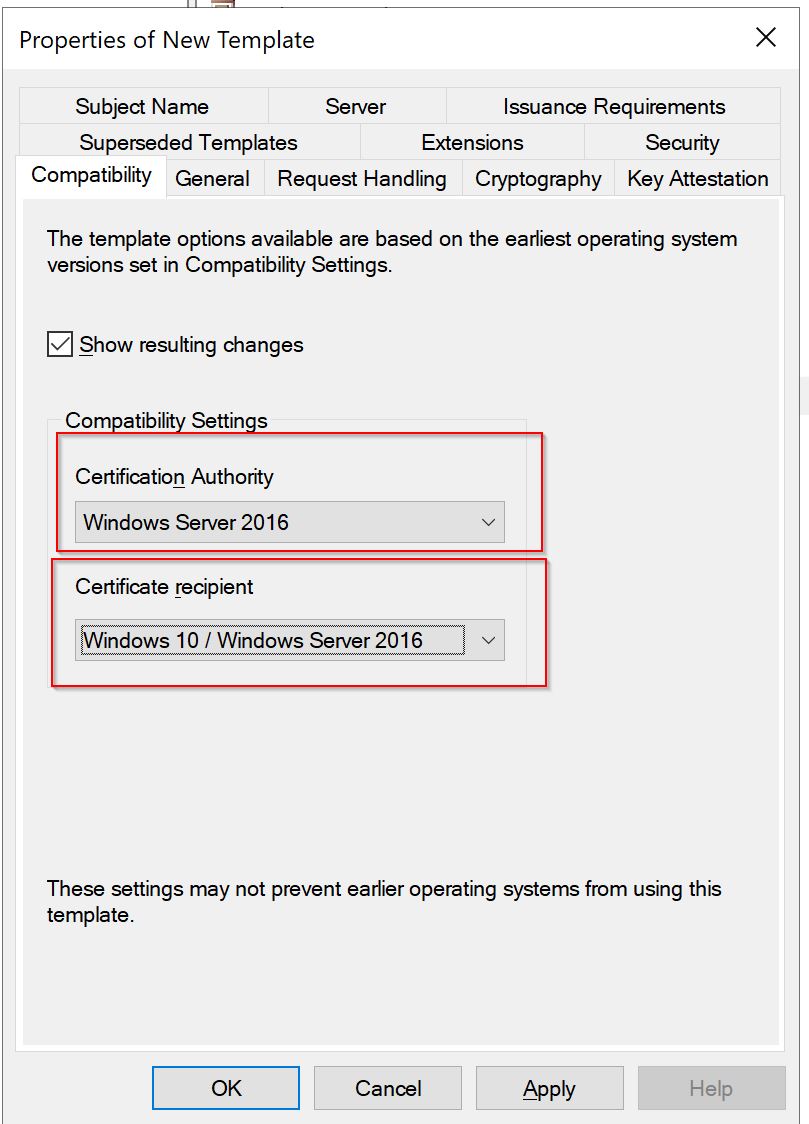 Properties of New Template
Subject Name
Server
Issuance Requirements
Superseded Templates
Extensions
Security
Compatibility
General
Request Handling
Cryptography
Key Attestation
The template options available are based on the earliest operating system
versions set in Compatibility Settings.
Show resulting changes
Compatibility Settings
Certification Authority
Windows Server 2016
Certificate recipient
Windows 10 / Windows Server 2016
These settings may not prevent earlier operating systems from using this
template.
OK
Cancel
Apply
Help